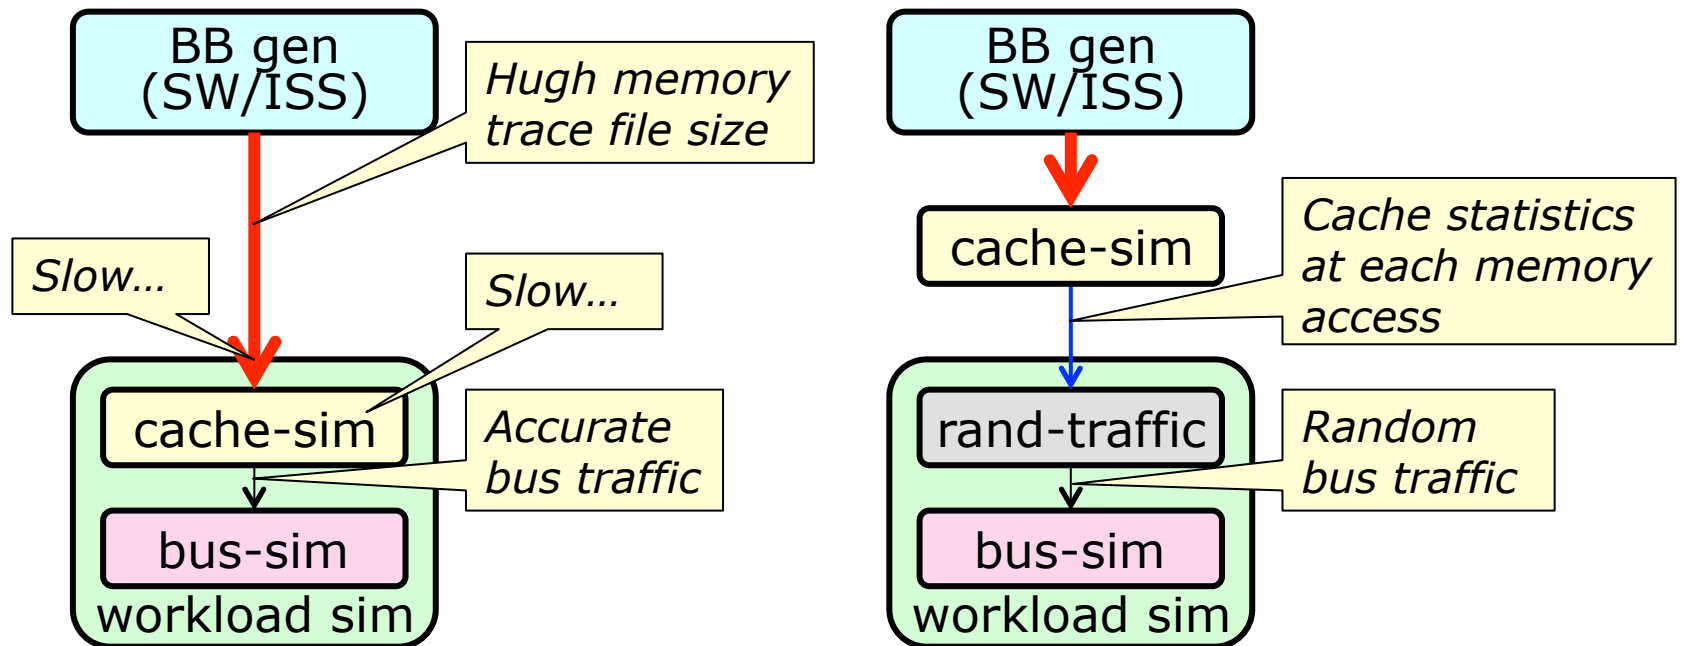 BB gen
(SW/ISS)
Hugh memory
trace file size
Slow...
Slow...
cache-sim
Accurate
bus traffic
bus-sim
workload sim
BB gen
(SW/ISS)
cache-sim
Cache statistics
at each memory
access
rand-traffic
Random
bus traffic
bus-sim
workload sim